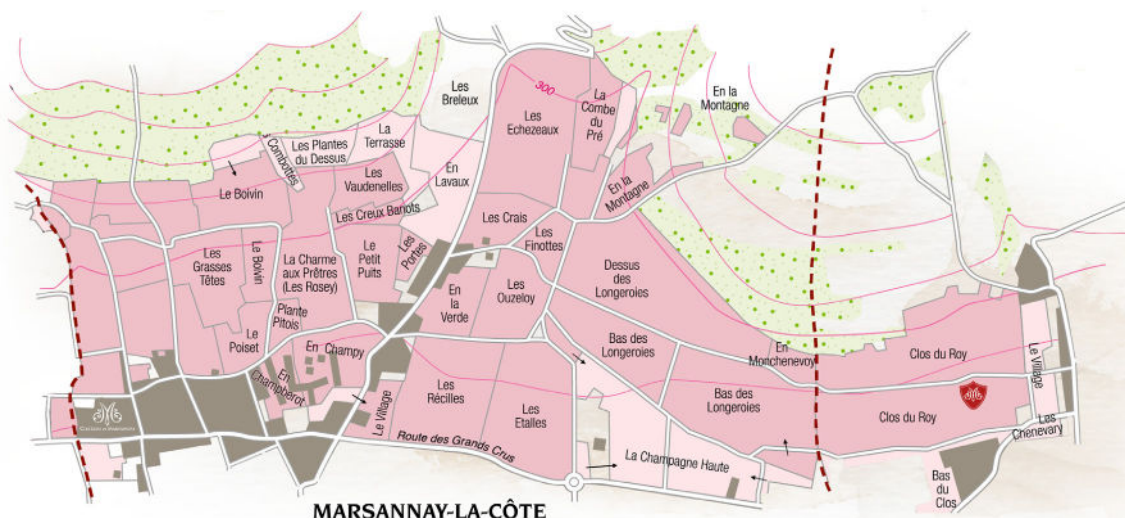 Les
Breleux
300
Les
Echezeaux
La
Combe
du
Pré
En la
Montagne
La
Terrasse
Les Plantes
du Dessus
s Combottes
Le Boivin
Les
Vaudenelles
En
Lavaux
En la
Montagne
Les Creux Banots
Les Crais
Les
Finottes
Les
Grasses
Têtes
Le Boivin
La Charme
aux Prêtres
(Les Rosey)
Le
Petit
Puits
Les
Portes
En
la
Verde
Les
Ouzeloy
Dessus
des
Longeroies
Plante
Pitois
Le
Poiset
En Champy
En
Champberot
Bas des
Longeroies
En
Monchenevoy
Clos du Roy
Le Village
Le Village
Les
Récilles
Les
Etalles
Bas des
Longeroies
Clos du Roy
Les
Chenevary
Route des Grands Crus
La Champagne Haute
Bas
du
Clos
MARSANNAY-LA-CÔTE